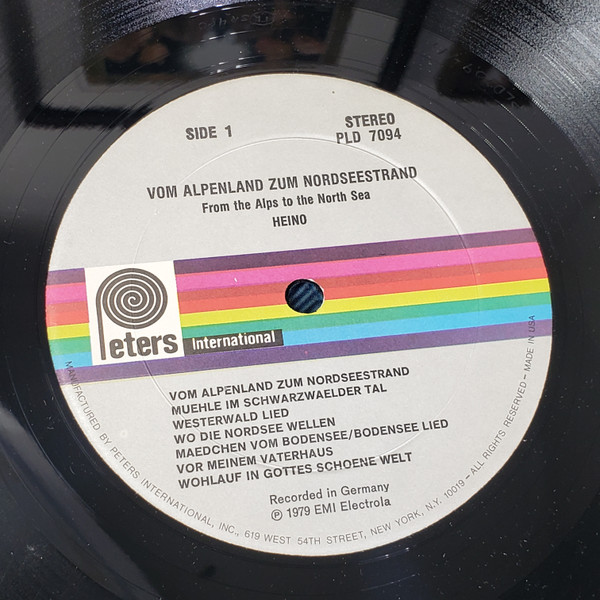 SIDE 1
STEREO
PLD 7094
VOM ALPENLAND ZUM NORDSEESTRAND
From the Alps to the North Sea
HEINO
Peters International
VOM ALPENLAND ZUM NORDSEESTRAND
MUEHLE IM SCHWARZWAELDER TAL
WESTERWALD LIED
WO DIE NORDSEE WELLEN
MAEDCHEN VOM BODENSEE/BODENSEE LIED
VOR MEINEM VATERHAUS
WOHLAUF IN GOTTES SCHOENE WELT
Recorded in Germany
℗ 1979 EMI Electrola
MANUFACTURED BY PETERS INTERNATIONAL, INC., 619 WEST 54TH STREET, NEW YORK, N.Y. 10019 – ALL RIGHTS RESERVED – MADE IN USA